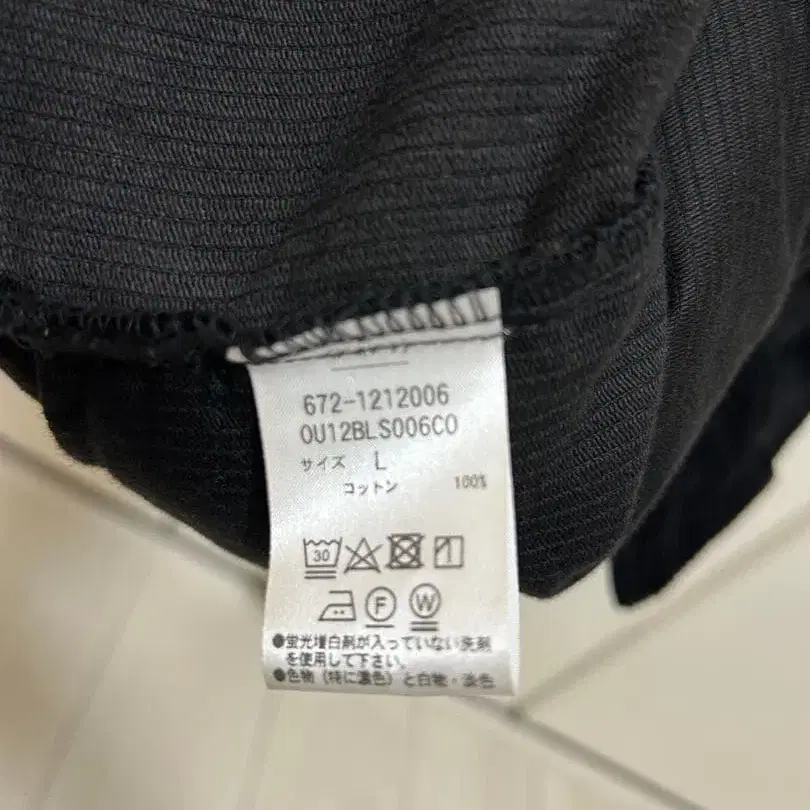 672-1212006
OU12BLS006CO
サイズ L
コットン 100%
30
F W
●蛍光増白剤が入っていない洗剤
を使用して下さい。
●色物（特に濃色）と白物・淡色